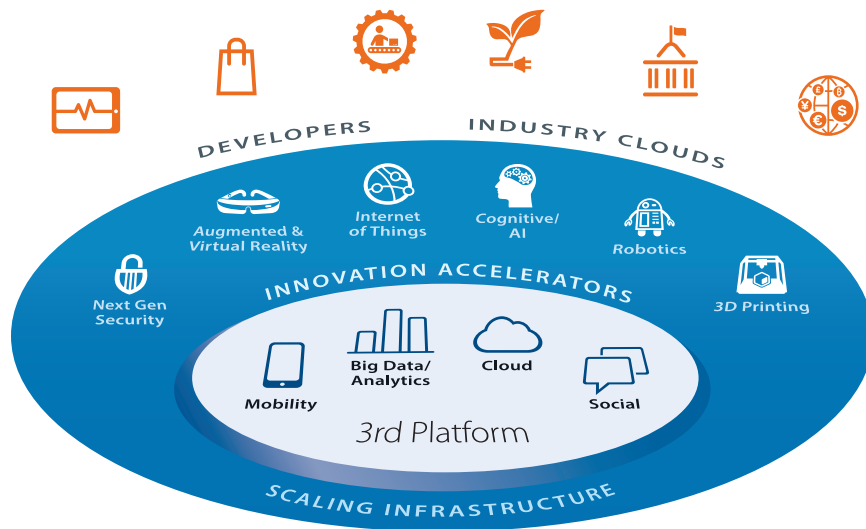 DEVELOPERS
INDUSTRY CLOUDS
Augmented &
Virtual Reality
Internet
of Things
Cognitive/
AI
Robotics
Next Gen
Security
3D Printing
INNOVATION ACCELERATORS
Mobility
Big Data/
Analytics
Cloud
Social
3rd Platform
SCALING INFRASTRUCTURE
¥
£
€
$